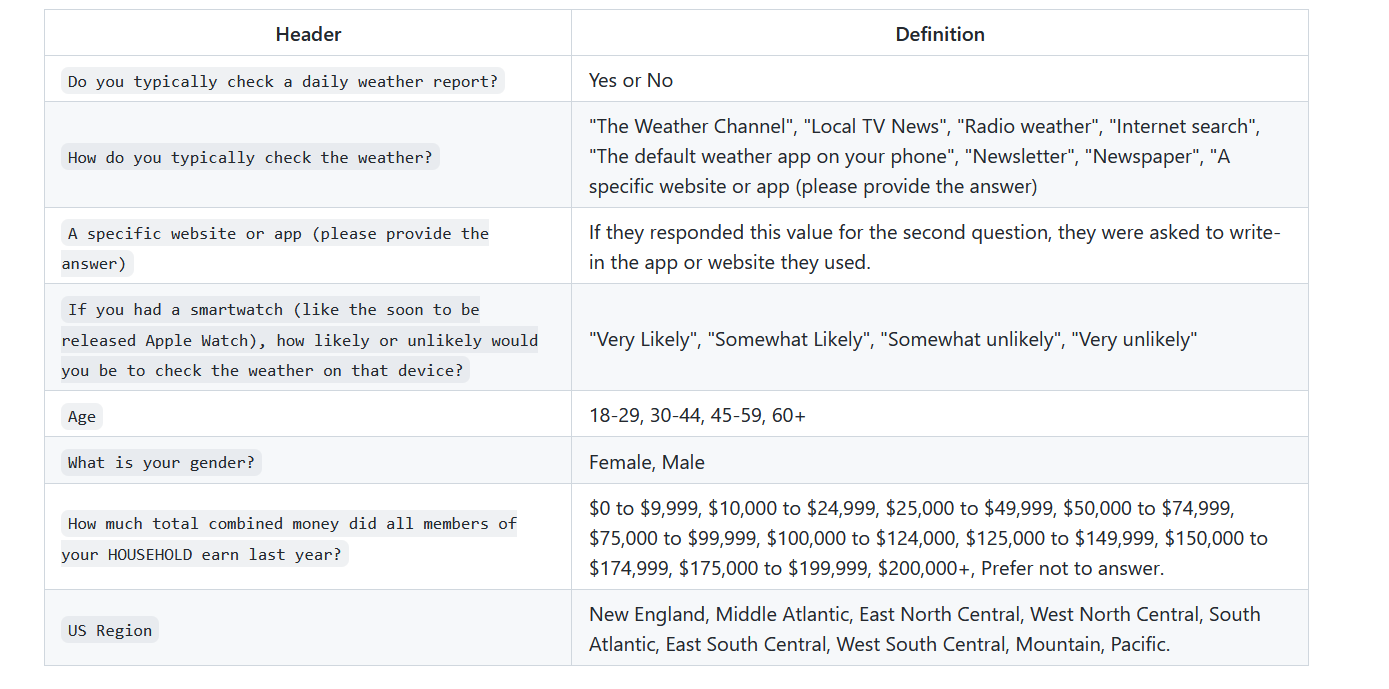 Header
Definition
Do you typically check a daily weather report?
Yes or No
How do you typically check the weather?
"The Weather Channel", "Local TV News", "Radio weather", "Internet search",
"The default weather app on your phone", "Newsletter", "Newspaper", "A
specific website or app (please provide the answer)
A specific website or app (please provide the
answer)
If they responded this value for the second question, they were asked to write-
in the app or website they used.
If you had a smartwatch (like the soon to be
released Apple Watch), how likely or unlikely would
you be to check the weather on that device?
"Very Likely", "Somewhat Likely", "Somewhat unlikely", "Very unlikely"
Age
18-29, 30-44, 45-59, 60+
What is your gender?
Female, Male
How much total combined money did all members of
your HOUSEHOLD earn last year?
$0 to $9,999, $10,000 to $24,999, $25,000 to $49,999, $50,000 to $74,999,
$75,000 to $99,999, $100,000 to $124,000, $125,000 to $149,999, $150,000 to
$174,999, $175,000 to $199,999, $200,000+, Prefer not to answer.
US Region
New England, Middle Atlantic, East North Central, West North Central, South
Atlantic, East South Central, West South Central, Mountain, Pacific.